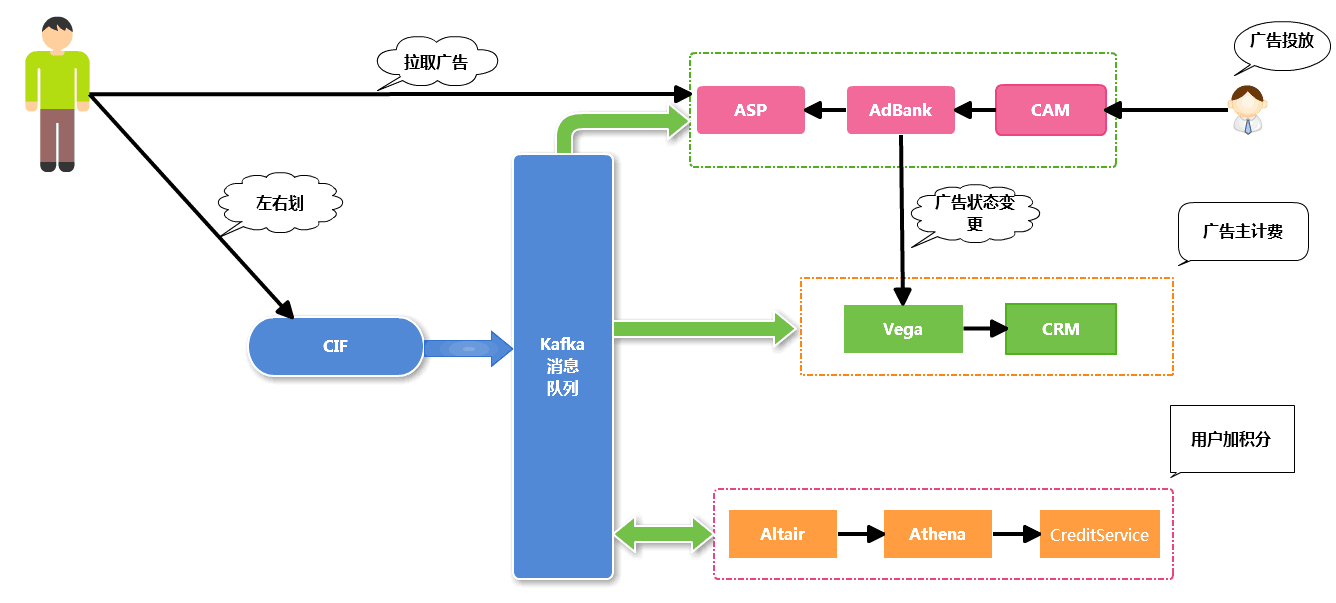 广告投放
拉取广告
ASP
AdBank
CAM
左右划
广告状态变
更
广告主计费
CIF
Kafka
消息
队列
Vega
CRM
用户加积分
Altair
Athena
CreditService